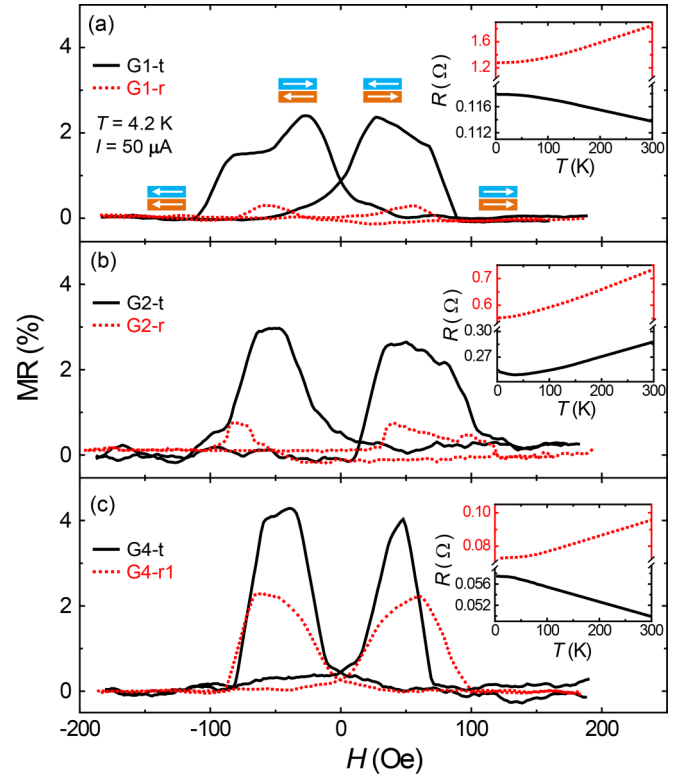 (a)
G1-t
G1-r
T = 4.2 K
I = 50 μA
4
2
0
R (Ω)
1.6
1.2
0.116
0.112
0 100 200 300
T (K)
(b)
G2-t
G2-r
4
2
0
MR (%)
R (Ω)
0.7
0.6
0.30
0.27
0 100 200 300
T (K)
(c)
G4-t
G4-r1
4
2
0
R (Ω)
0.10
0.08
0.056
0.052
0 100 200 300
T (K)
-200 -100 0 100 200
H (Oe)